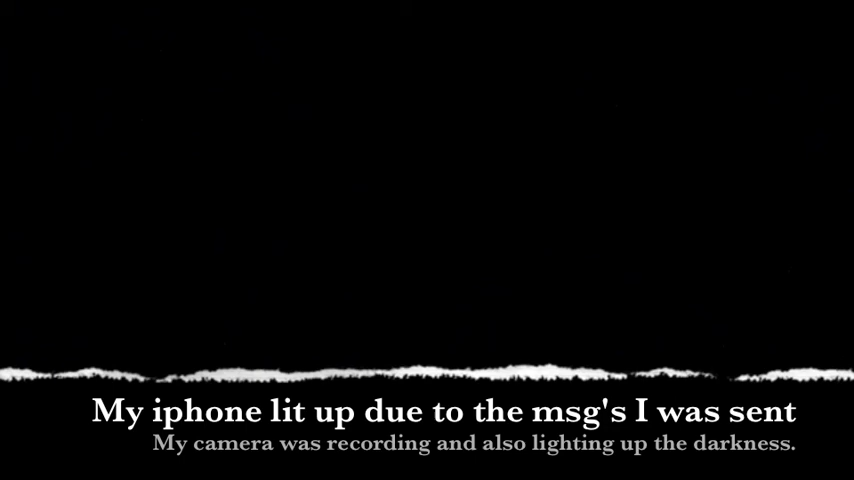 My iphone lit up due to the msg's I was sent
My camera was recording and also lighting up the darkness.